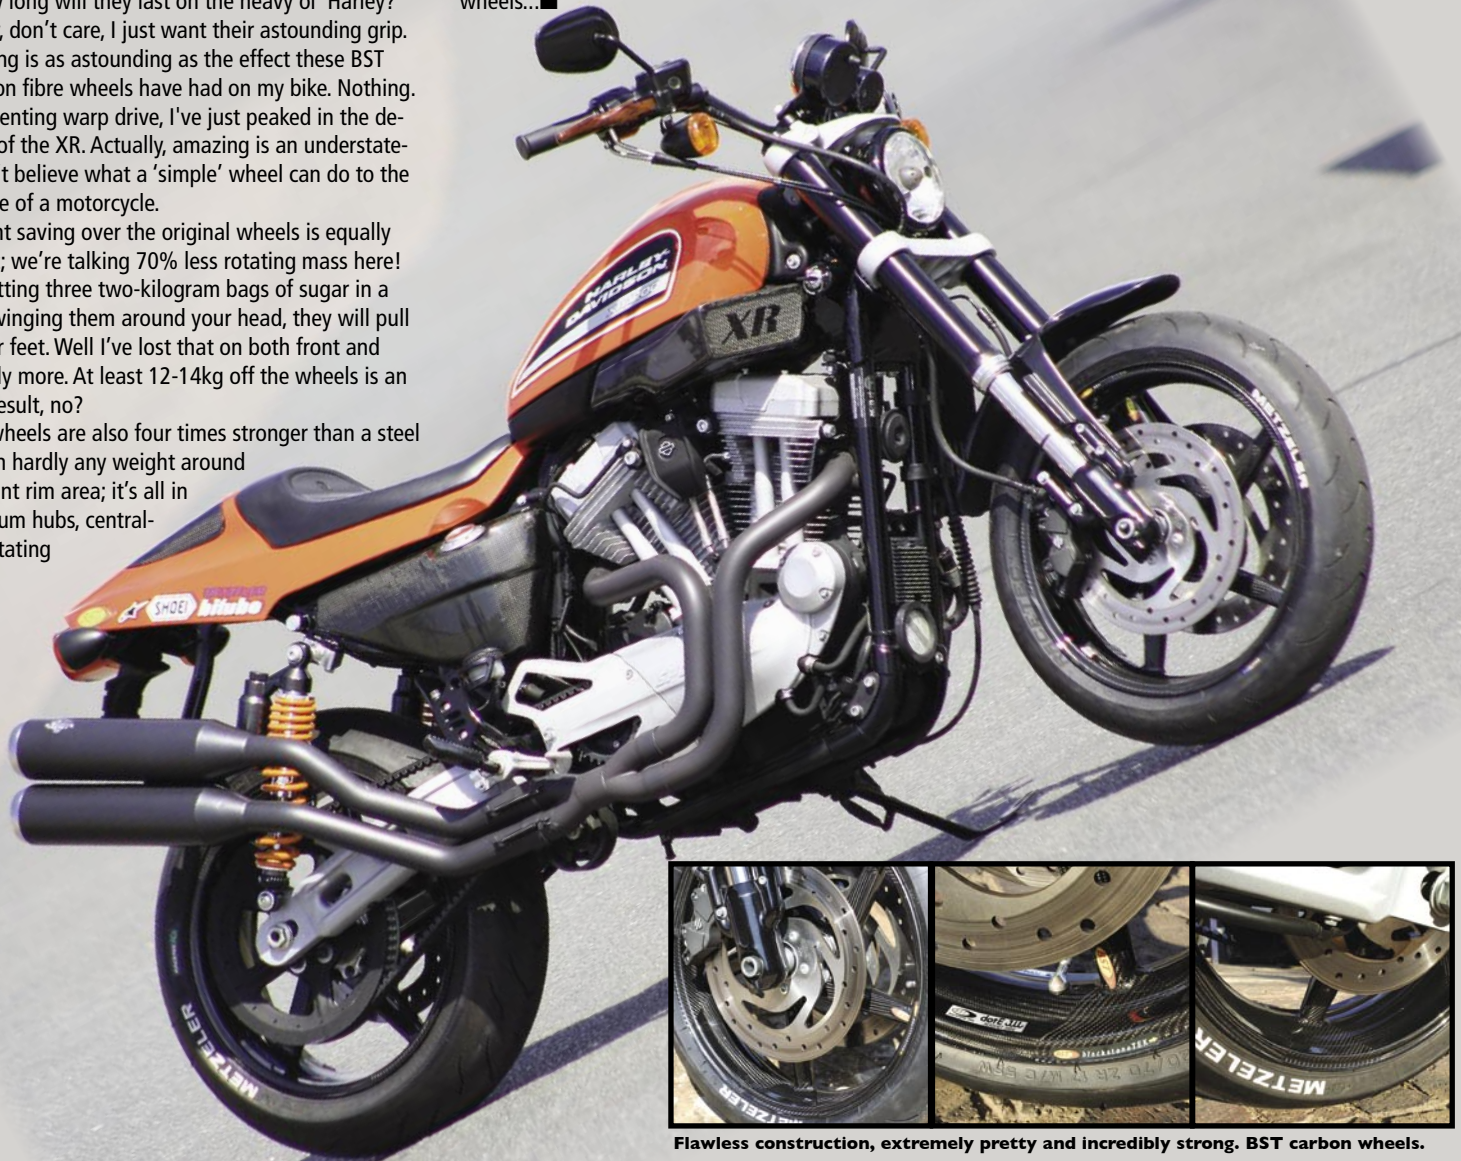 long will they last on the heavy ol' Harley?
, don't care, I just want their astounding grip.
ng is as astounding as the effect these BST
on fibre wheels have had on my bike. Nothing.
enting warp drive, I've just peaked in the de-
of the XR. Actually, amazing is an understate-
t believe what a 'simple' wheel can do to the
e of a motorcycle.
nt saving over the original wheels is equally
; we're talking 70% less rotating mass here!
tting three two-kilogram bags of sugar in a
winging them around your head, they will pull
r feet. Well I've lost that on both front and
ly more. At least 12-14kg off the wheels is an
esult, no?
wheels are also four times stronger than a steel
h hardly any weight around
nt rim area; it's all in
um hubs, central-
tating
wheels...■
HARLEY-
DAVIDSON
XR
METZELER
SHOEI
bitubo
METZELER
METZELER
blackstoneTEK
METZELER
Flawless construction, extremely pretty and incredibly strong. BST carbon wheels.